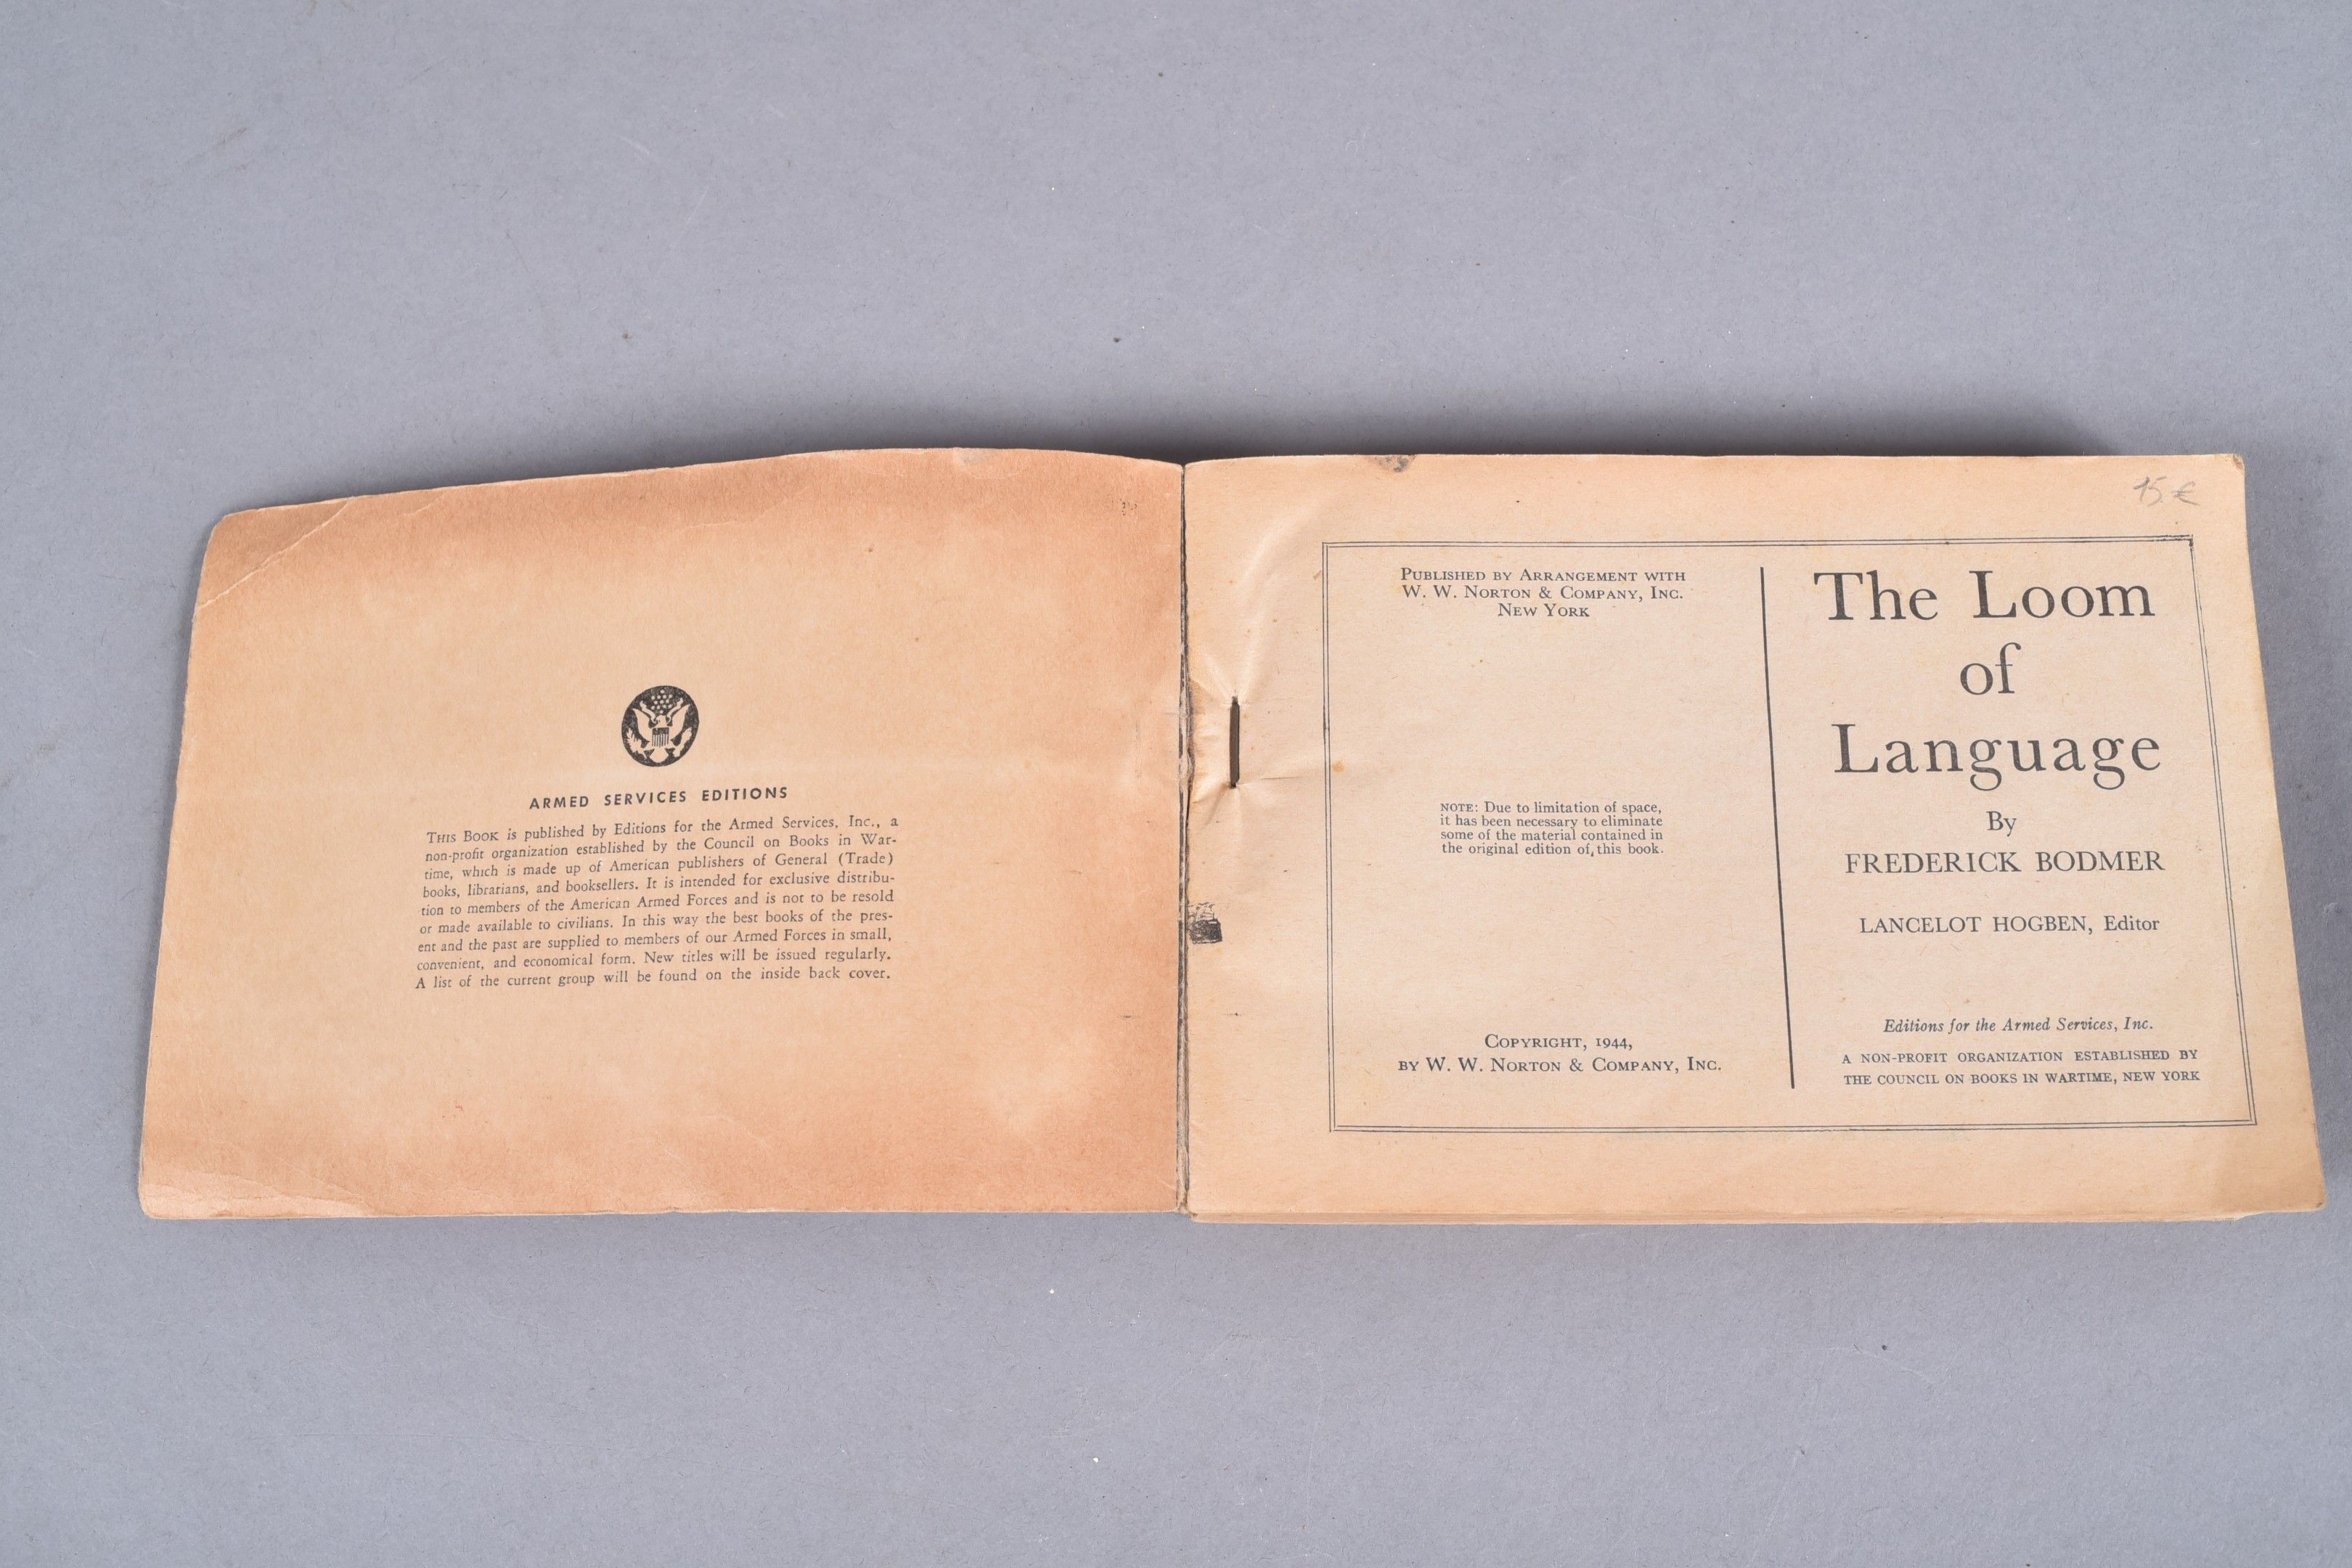 ARMED SERVICES EDITIONS
THIS BOOK is published by Editions for the Armed Services, Inc., a
non-profit organization established by the Council on Books in War-
time, which is made up of American publishers of General (Trade)
books, librarians, and booksellers. It is intended for exclusive distribu-
tion to members of the American Armed Forces and is not to be resold
or made available to civilians. In this way the best books of the pres-
ent and the past are supplied to members of our Armed Forces in small,
convenient, and economical form. New titles will be issued regularly.
A list of the current group will be found on the inside back cover.
15 €
PUBLISHED BY ARRANGEMENT WITH
W. W. NORTON & COMPANY, INC.
NEW YORK
NOTE: Due to limitation of space,
it has been necessary to eliminate
some of the material contained in
the original edition of this book.
COPYRIGHT, 1944,
BY W. W. NORTON & COMPANY, INC.
The Loom
of
Language
By
FREDERICK BODMER
LANCELOT HOGBEN, Editor
Editions for the Armed Services, Inc.
A NON-PROFIT ORGANIZATION ESTABLISHED BY
THE COUNCIL ON BOOKS IN WARTIME, NEW YORK